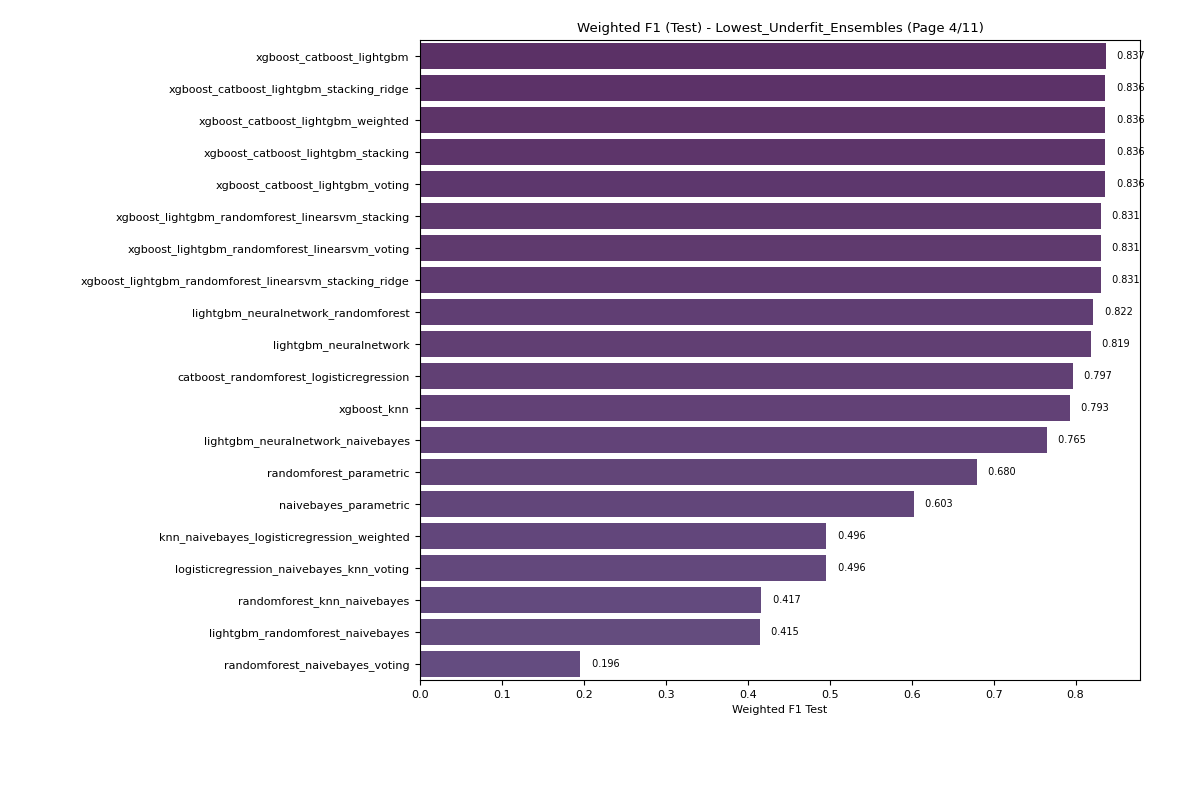 Weighted F1 (Test) - Lowest_Underfit_Ensembles (Page 4/11)
xgboost_catboost_lightgbm 0.837
xgboost_catboost_lightgbm_stacking_ridge 0.836
xgboost_catboost_lightgbm_weighted 0.836
xgboost_catboost_lightgbm_stacking 0.836
xgboost_catboost_lightgbm_voting 0.836
xgboost_lightgbm_randomforest_linearsvm_stacking 0.831
xgboost_lightgbm_randomforest_linearsvm_voting 0.831
xgboost_lightgbm_randomforest_linearsvm_stacking_ridge 0.831
lightgbm_neuralnetwork_randomforest 0.822
lightgbm_neuralnetwork 0.819
catboost_randomforest_logisticregression 0.797
xgboost_knn 0.793
lightgbm_neuralnetwork_naivebayes 0.765
randomforest_parametric 0.680
naivebayes_parametric 0.603
knn_naivebayes_logisticregression_weighted 0.496
logisticregression_naivebayes_knn_voting 0.496
randomforest_knn_naivebayes 0.417
lightgbm_randomforest_naivebayes 0.415
randomforest_naivebayes_voting 0.196
0.0 0.1 0.2 0.3 0.4 0.5 0.6 0.7 0.8
Weighted F1 Test